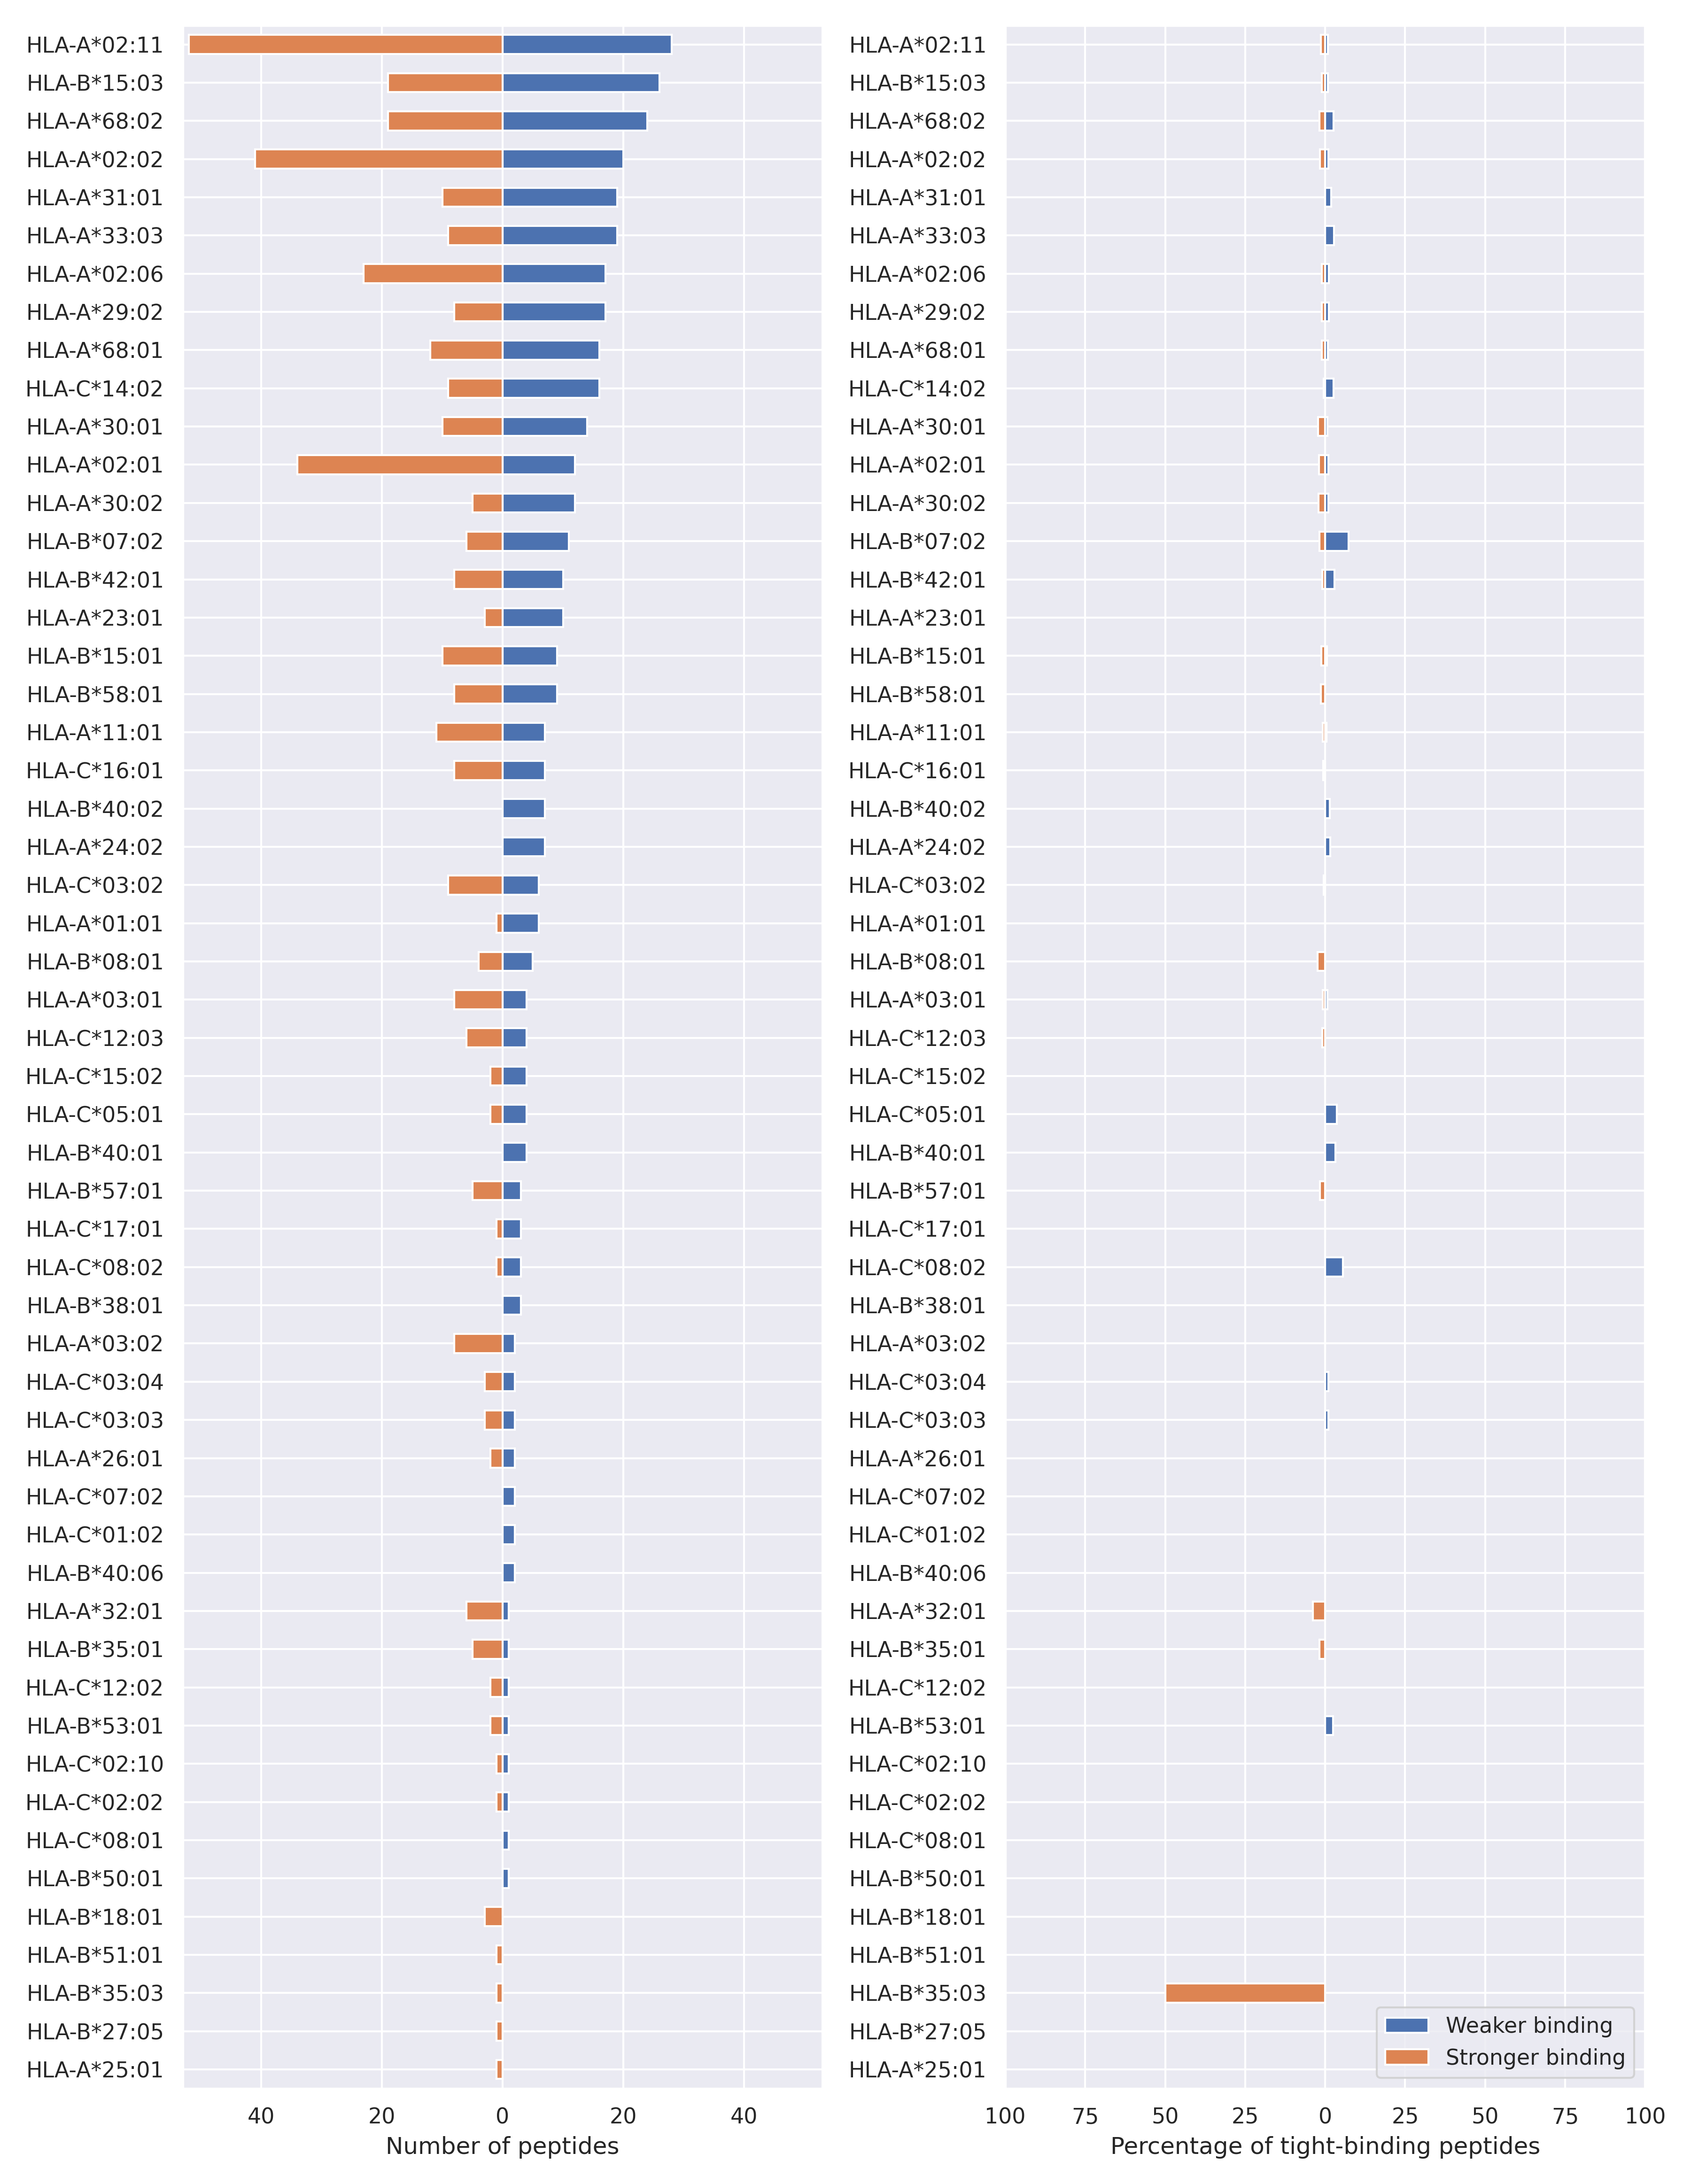 HLA-A*02:11
HLA-B*15:03
HLA-A*68:02
HLA-A*02:02
HLA-A*31:01
HLA-A*33:03
HLA-A*02:06
HLA-A*29:02
HLA-A*68:01
HLA-C*14:02
HLA-A*30:01
HLA-A*02:01
HLA-A*30:02
HLA-B*07:02
HLA-B*42:01
HLA-A*23:01
HLA-B*15:01
HLA-B*58:01
HLA-A*11:01
HLA-C*16:01
HLA-B*40:02
HLA-A*24:02
HLA-C*03:02
HLA-A*01:01
HLA-B*08:01
HLA-A*03:01
HLA-C*12:03
HLA-C*15:02
HLA-C*05:01
HLA-B*40:01
HLA-B*57:01
HLA-C*17:01
HLA-C*08:02
HLA-B*38:01
HLA-A*03:02
HLA-C*03:04
HLA-C*03:03
HLA-A*26:01
HLA-C*07:02
HLA-C*01:02
HLA-B*40:06
HLA-A*32:01
HLA-B*35:01
HLA-C*12:02
HLA-B*53:01
HLA-C*02:10
HLA-C*02:02
HLA-C*08:01
HLA-B*50:01
HLA-B*18:01
HLA-B*51:01
HLA-B*35:03
HLA-B*27:05
HLA-A*25:01
40 20 0 20 40
Number of peptides
HLA-A*02:11
HLA-B*15:03
HLA-A*68:02
HLA-A*02:02
HLA-A*31:01
HLA-A*33:03
HLA-A*02:06
HLA-A*29:02
HLA-A*68:01
HLA-C*14:02
HLA-A*30:01
HLA-A*02:01
HLA-A*30:02
HLA-B*07:02
HLA-B*42:01
HLA-A*23:01
HLA-B*15:01
HLA-B*58:01
HLA-A*11:01
HLA-C*16:01
HLA-B*40:02
HLA-A*24:02
HLA-C*03:02
HLA-A*01:01
HLA-B*08:01
HLA-A*03:01
HLA-C*12:03
HLA-C*15:02
HLA-C*05:01
HLA-B*40:01
HLA-B*57:01
HLA-C*17:01
HLA-C*08:02
HLA-B*38:01
HLA-A*03:02
HLA-C*03:04
HLA-C*03:03
HLA-A*26:01
HLA-C*07:02
HLA-C*01:02
HLA-B*40:06
HLA-A*32:01
HLA-B*35:01
HLA-C*12:02
HLA-B*53:01
HLA-C*02:10
HLA-C*02:02
HLA-C*08:01
HLA-B*50:01
HLA-B*18:01
HLA-B*51:01
HLA-B*35:03
HLA-B*27:05
HLA-A*25:01
Weaker binding
Stronger binding
100 75 50 25 0 25 50 75 100
Percentage of tight-binding peptides